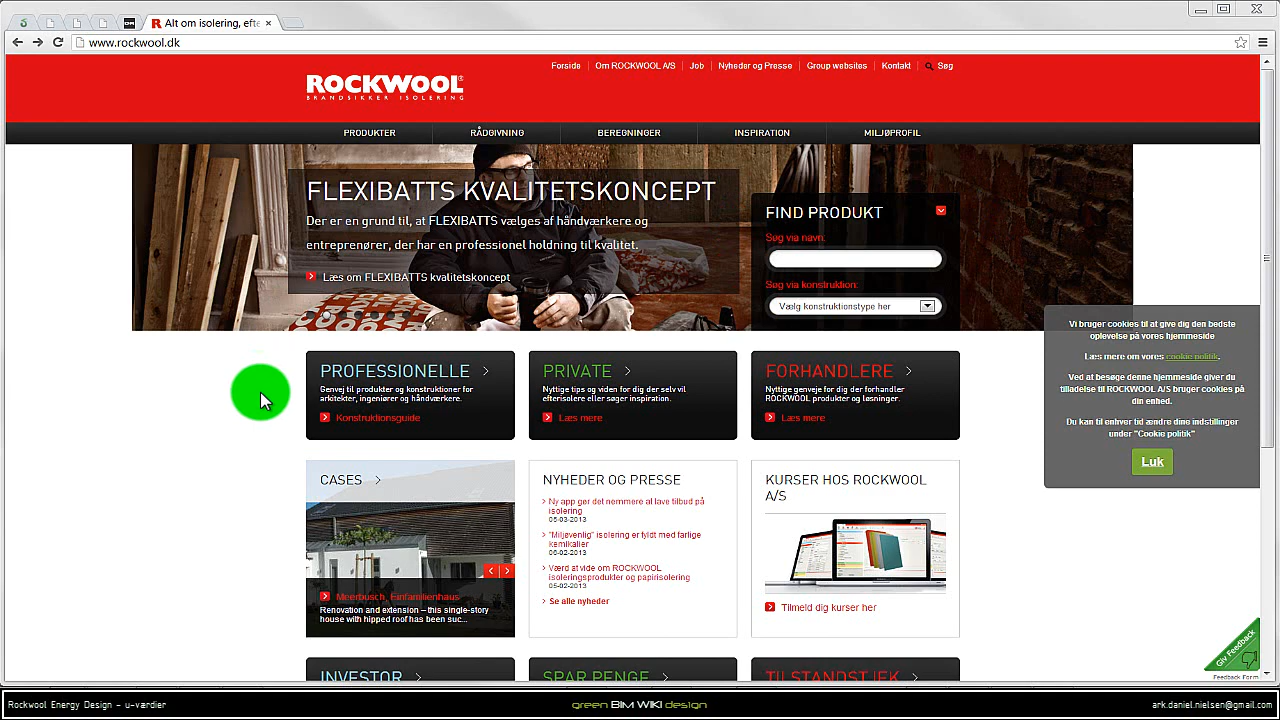 Alt om isolering, efte
www.rockwool.dk
Forside Om ROCKWOOL A/S Job Nyheder og Presse Group websites Kontakt Søg
ROCKWOOL®
BRANDSIKKER ISOLERING
PRODUKTER RÅDGIVNING BEREGNINGER INSPIRATION MILJØPROFIL
FLEXIBATTS KVALITETSKONCEPT
Der er en grund til, at FLEXIBATTS vælges af håndværkere og
entreprenører, der har en professionel holdning til kvalitet.
Læs om FLEXIBATTS kvalitetskoncept
FIND PRODUKT
Søg via navn:
Søg via konstruktion:
Vælg konstruktionstype her
Vi bruger cookies til at give dig den bedste
oplevelse på vores hjemmeside
Læs mere om vores cookie politik.
Ved at besøge denne hjemmeside giver du
tilladelse til ROCKWOOL A/S bruger cookies på
din enhed.
Du kan til enhver tid ændre dine indstillinger
under "Cookie politik"
Luk
PROFESSIONELLE
Genvej til produkter og konstruktioner for
arkitekter, ingeniører og håndværkere.
Konstruktionsguide
PRIVATE
Nyttige tips og viden for dig der selv vil
efterisolere eller søger inspiration.
Læs mere
FORHANDLERE
Nyttige genveje for dig der forhandler
ROCKWOOL produkter og løsninger.
Læs mere
CASES
Meerbusch, Einfamilienhaus
Renovation and extension – this single-story
house with hipped roof has been suc...
NYHEDER OG PRESSE
Ny app gør det nemmere at lave tilbud på
isolering
05-03-2013
"Miljøvenlig" isolering er fyldt med farlige
kemikalier
06-02-2013
Værd at vide om ROCKWOOL
isoleringsprodukter og papirisolering
05-02-2013
Se alle nyheder
KURSER HOS ROCKWOOL
A/S
Tilmeld dig kurser her
Giv Feedback
Feedback Form
INVESTOR
SPAR PENGE
TILSTANDSTJEK
Rockwool Energy Design - u-værdier
green BIM WIKI design
ark.daniel.nielsen@gmail.com